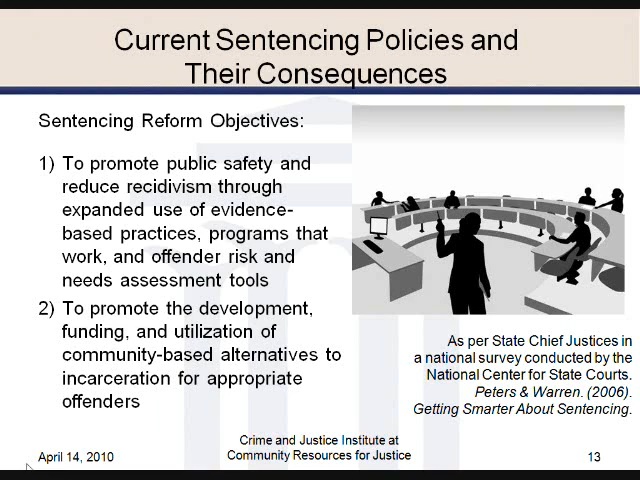 Current Sentencing Policies and
Their Consequences
Sentencing Reform Objectives:
1) To promote public safety and
reduce recidivism through
expanded use of evidence-
based practices, programs that
work, and offender risk and
needs assessment tools
2) To promote the development,
funding, and utilization of
community-based alternatives to
incarceration for appropriate
offenders
As per State Chief Justices in
a national survey conducted by the
National Center for State Courts.
Peters & Warren. (2006).
Getting Smarter About Sentencing.
April 14, 2010
Crime and Justice Institute at
Community Resources for Justice
13